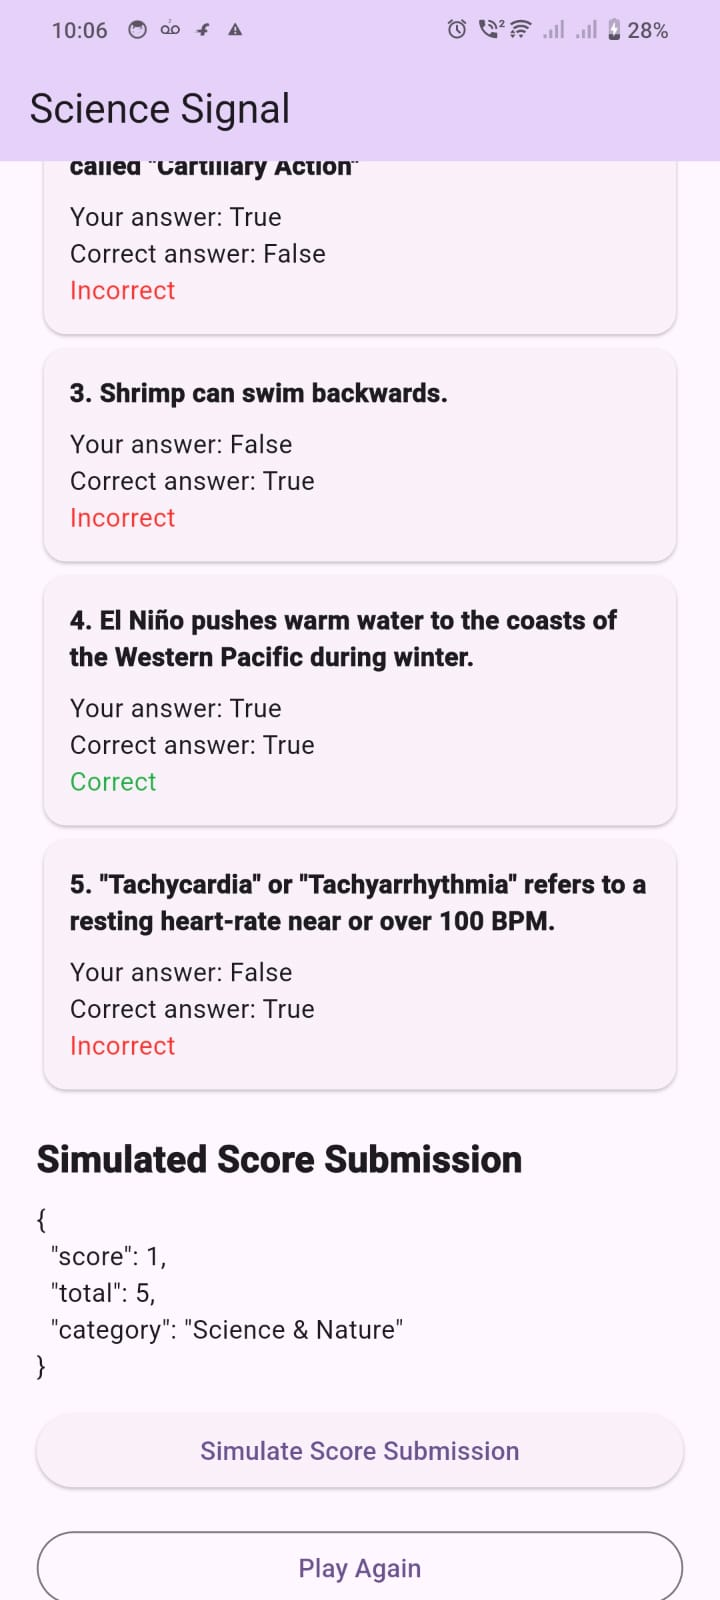 10:06
2
28%
Science Signal
called "Cartillary Action"
Your answer: True
Correct answer: False
Incorrect
3. Shrimp can swim backwards.
Your answer: False
Correct answer: True
Incorrect
4. El Niño pushes warm water to the coasts of
the Western Pacific during winter.
Your answer: True
Correct answer: True
Correct
5. "Tachycardia" or "Tachyarrhythmia" refers to a
resting heart-rate near or over 100 BPM.
Your answer: False
Correct answer: True
Incorrect
Simulated Score Submission
{
"score": 1,
"total": 5,
"category": "Science & Nature"
}
Simulate Score Submission
Play Again